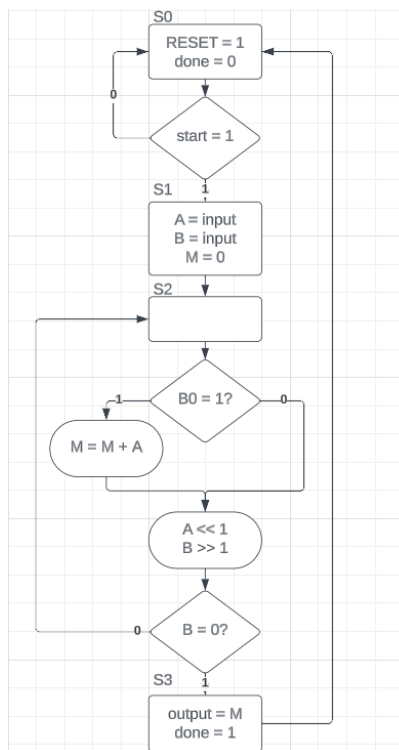 S0
RESET = 1
done = 0
0
start = 1
S1
1
A = input
B = input
M = 0
S2
B0 = 1?
1
0
M = M + A
A << 1
B >> 1
B = 0?
0
S3
1
output = M
done = 1